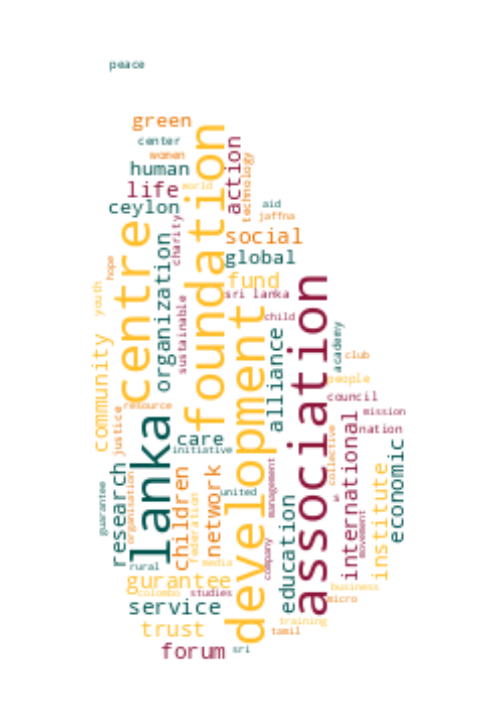 peace
green
center
women
human
life
world
ceylon
foundation
action
technology
aid
jaffna
social
global
fund
sri lanka
charity
organization
centre
hope
youth
sustainable
child
association
development
alliance
academy
club
people
council
mission
nation
community
resource
justice
lanka
care
initiative
collective
international
economic
institute
movement
research
guarantee
organisation
children
federation
network
united
management
education
company
media
rural
gurantee
colombo
studies
service
business
micro
training
tamil
trust
forum
sri